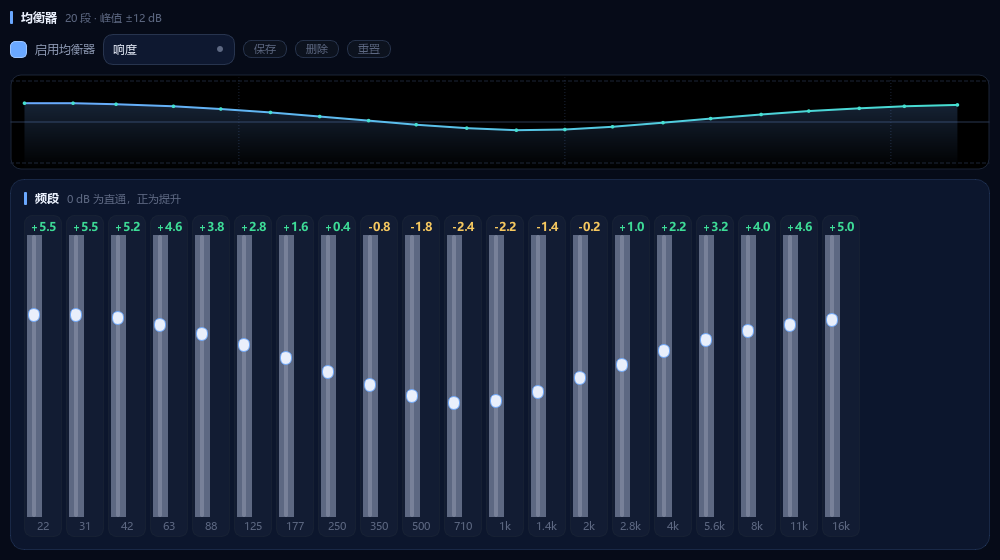 均衡器 20 段 · 峰值 ±12 dB
启用均衡器 响度 保存 删除 重置
频段 0 dB 为直通，正为提升
+5.5 +5.5 +5.2 +4.6 +3.8 +2.8 +1.6 +0.4 -0.8 -1.8 -2.4 -2.2 -1.4 -0.2 +1.0 +2.2 +3.2 +4.0 +4.6 +5.0
22 31 42 63 88 125 177 250 350 500 710 1k 1.4k 2k 2.8k 4k 5.6k 8k 11k 16k